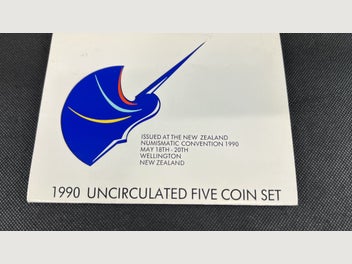 ISSUED AT THE NEW ZEALAND
NUMISMATIC CONVENTION 1990
MAY 18TH - 20TH
WELLINGTON
NEW ZEALAND
1990 UNCIRCULATED FIVE COIN SET